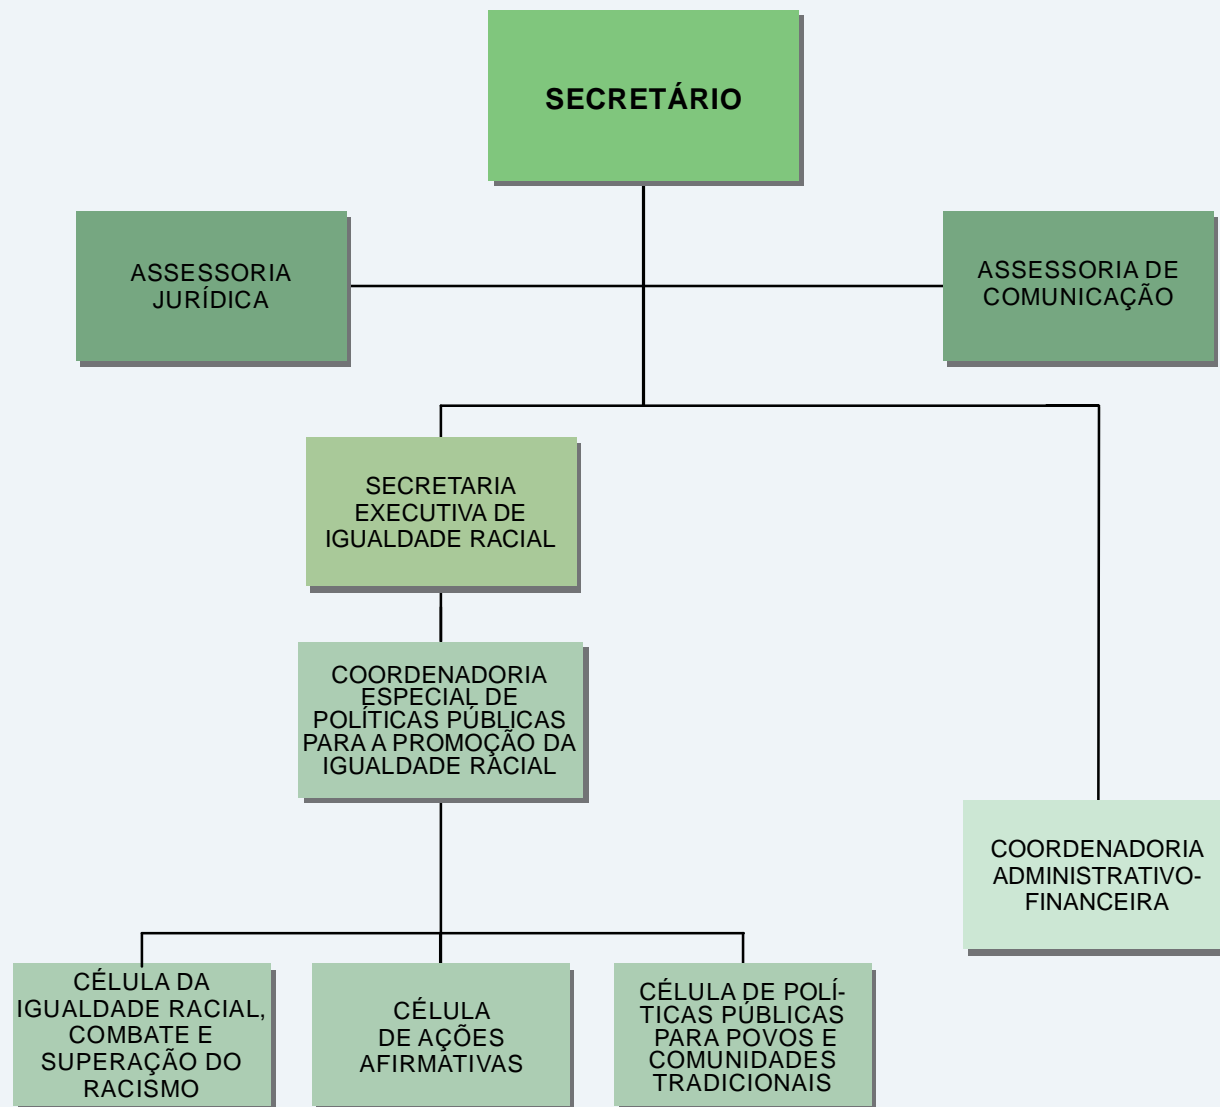 SECRETÁRIO
ASSESSORIA
JURÍDICA
ASSESSORIA DE
COMUNICAÇÃO
SECRETARIA
EXECUTIVA DE
IGUALDADE RACIAL
COORDENADORIA
ESPECIAL DE
POLÍTICAS PÚBLICAS
PARA A PROMOÇÃO DA
IGUALDADE RACIAL
COORDENADORIA
ADMINISTRATIVO-
FINANCEIRA
CÉLULA DA
IGUALDADE RACIAL,
COMBATE E
SUPERAÇÃO DO
RACISMO
CÉLULA
DE AÇÕES
AFIRMATIVAS
CÉLULA DE POLÍ-
TICAS PÚBLICAS
PARA POVOS E
COMUNIDADES
TRADICIONAIS